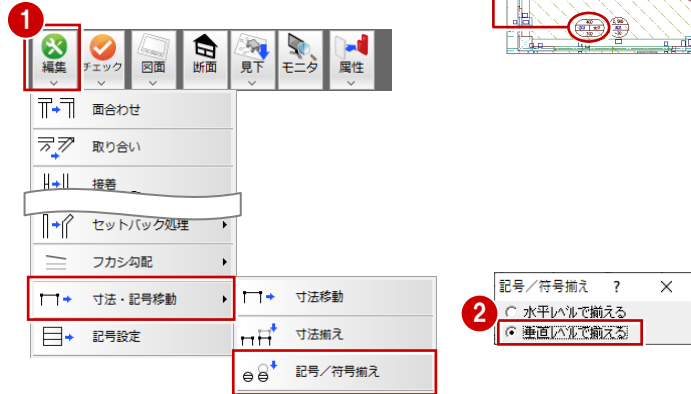 1
編集
チェック
図面
断面
見下
モニタ
属性
面合わせ
取り合い
接着
セットバック処理
フカシ勾配
寸法・記号移動
記号設定
寸法移動
寸法揃え
記号/符号揃え
2
記号/符号揃え ? ×
水平レベルで揃える
垂直レベルで揃える